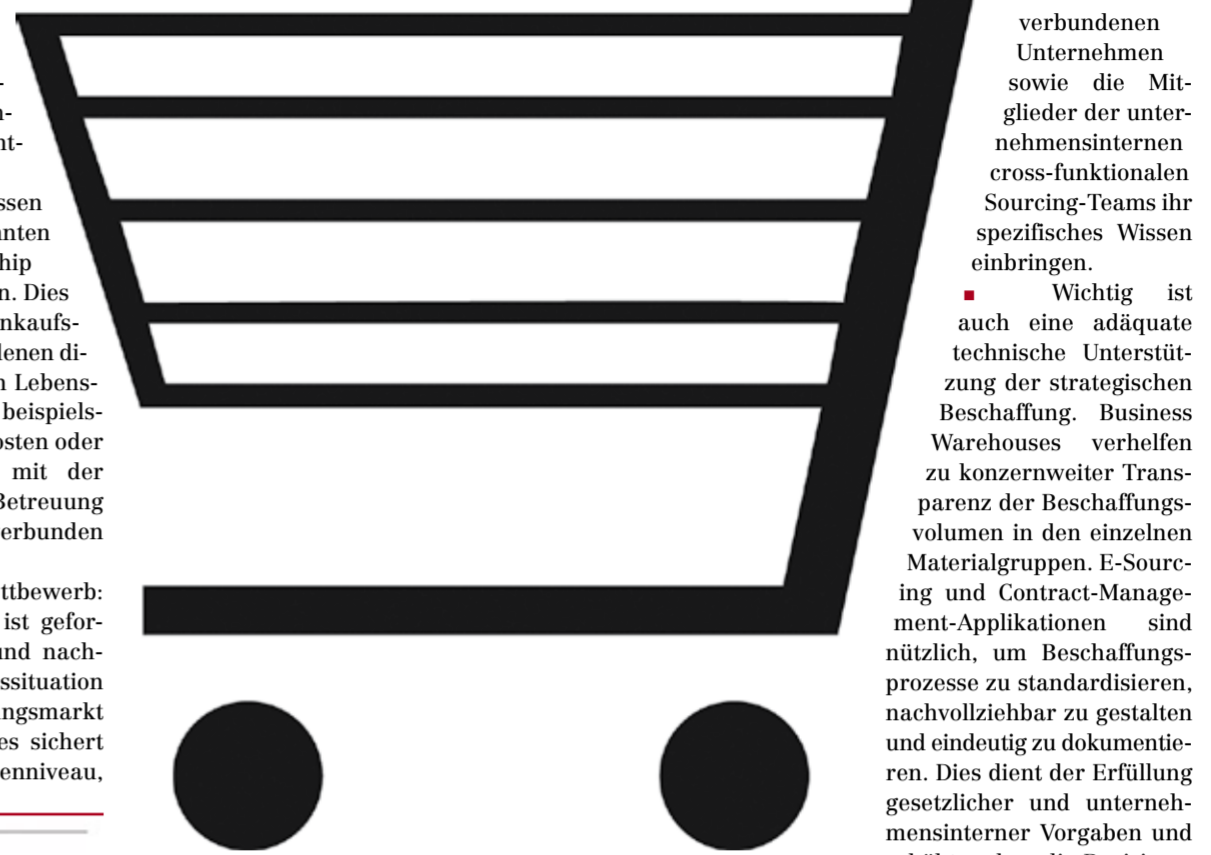 n-
nt-
ssen
nnten
hip
n. Dies
nkaufs-
denen di-
n Lebens-
beispiels-
osten oder
mit der
Betreuung
erbunden
ttbewerb:
ist gefor-
und nach-
ssituation
ngsmarkt
es sichert
enniveau,
verbundenen
Unternehmen
sowie die Mit-
glieder der unter-
nehmensinternen
cross-funktionalen
Sourcing-Teams ihr
spezifisches Wissen
einbringen.
■ Wichtig ist
auch eine adäquate
technische Unterstüt-
zung der strategischen
Beschaffung. Business
Warehouses verhelfen
zu konzernweiter Trans-
parenz der Beschaffungs-
volumen in den einzelnen
Materialgruppen. E-Sourc-
ing und Contract-Manage-
ment-Applikationen sind
nützlich, um Beschaffungs-
prozesse zu standardisieren,
nachvollziehbar zu gestalten
und eindeutig zu dokumentie-
ren. Dies dient der Erfüllung
gesetzlicher und unterneh-
mensinterner Vorgaben und